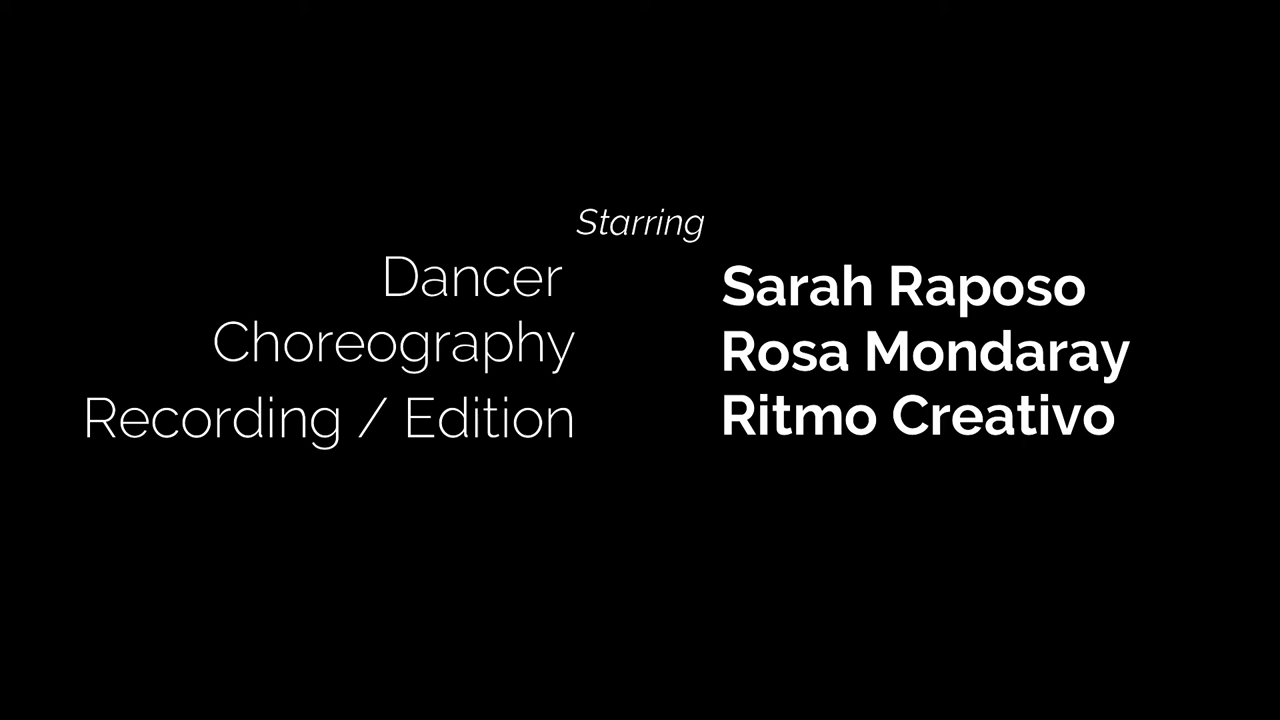 Starring
Dancer Sarah Raposo
Choreography Rosa Mondaray
Recording / Edition Ritmo Creativo